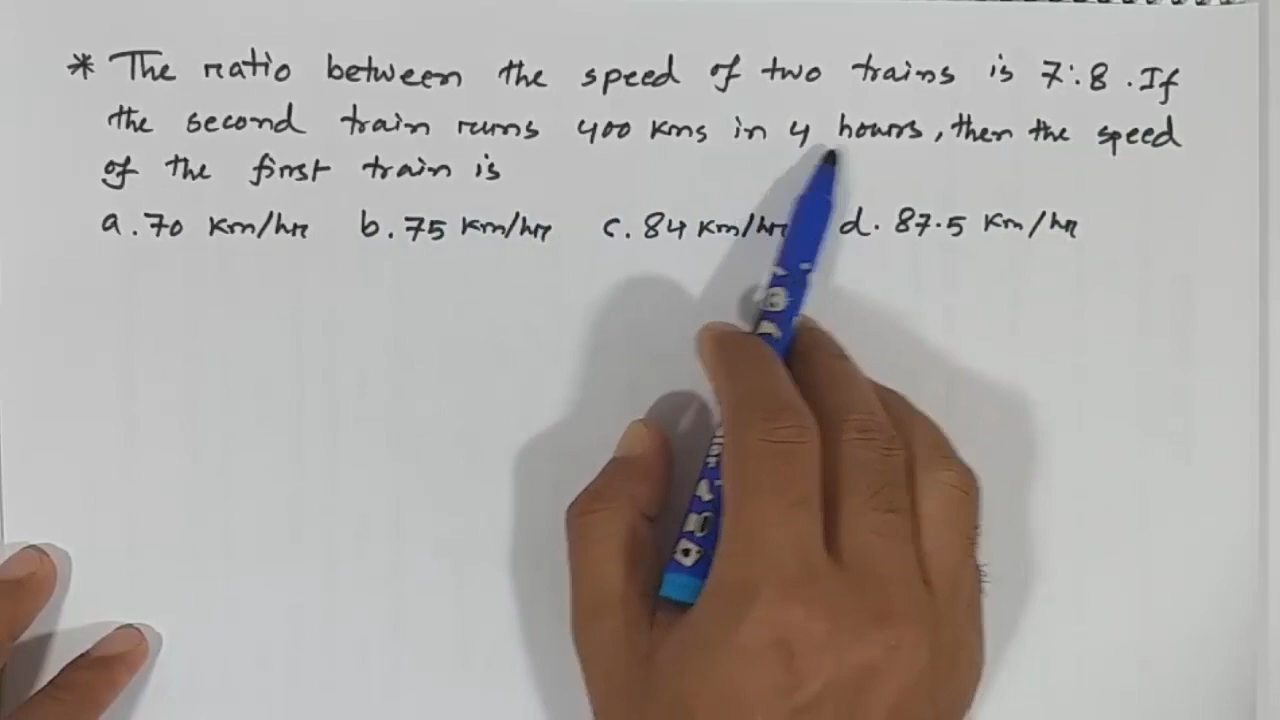 * The ratio between the speed of two trains is 7:8. If
the second train runs 400 kms in 4 hours, then the speed
of the first train is
a. 70 km/hr b. 75 km/hr c. 84 km/hr d. 87.5 km/hr